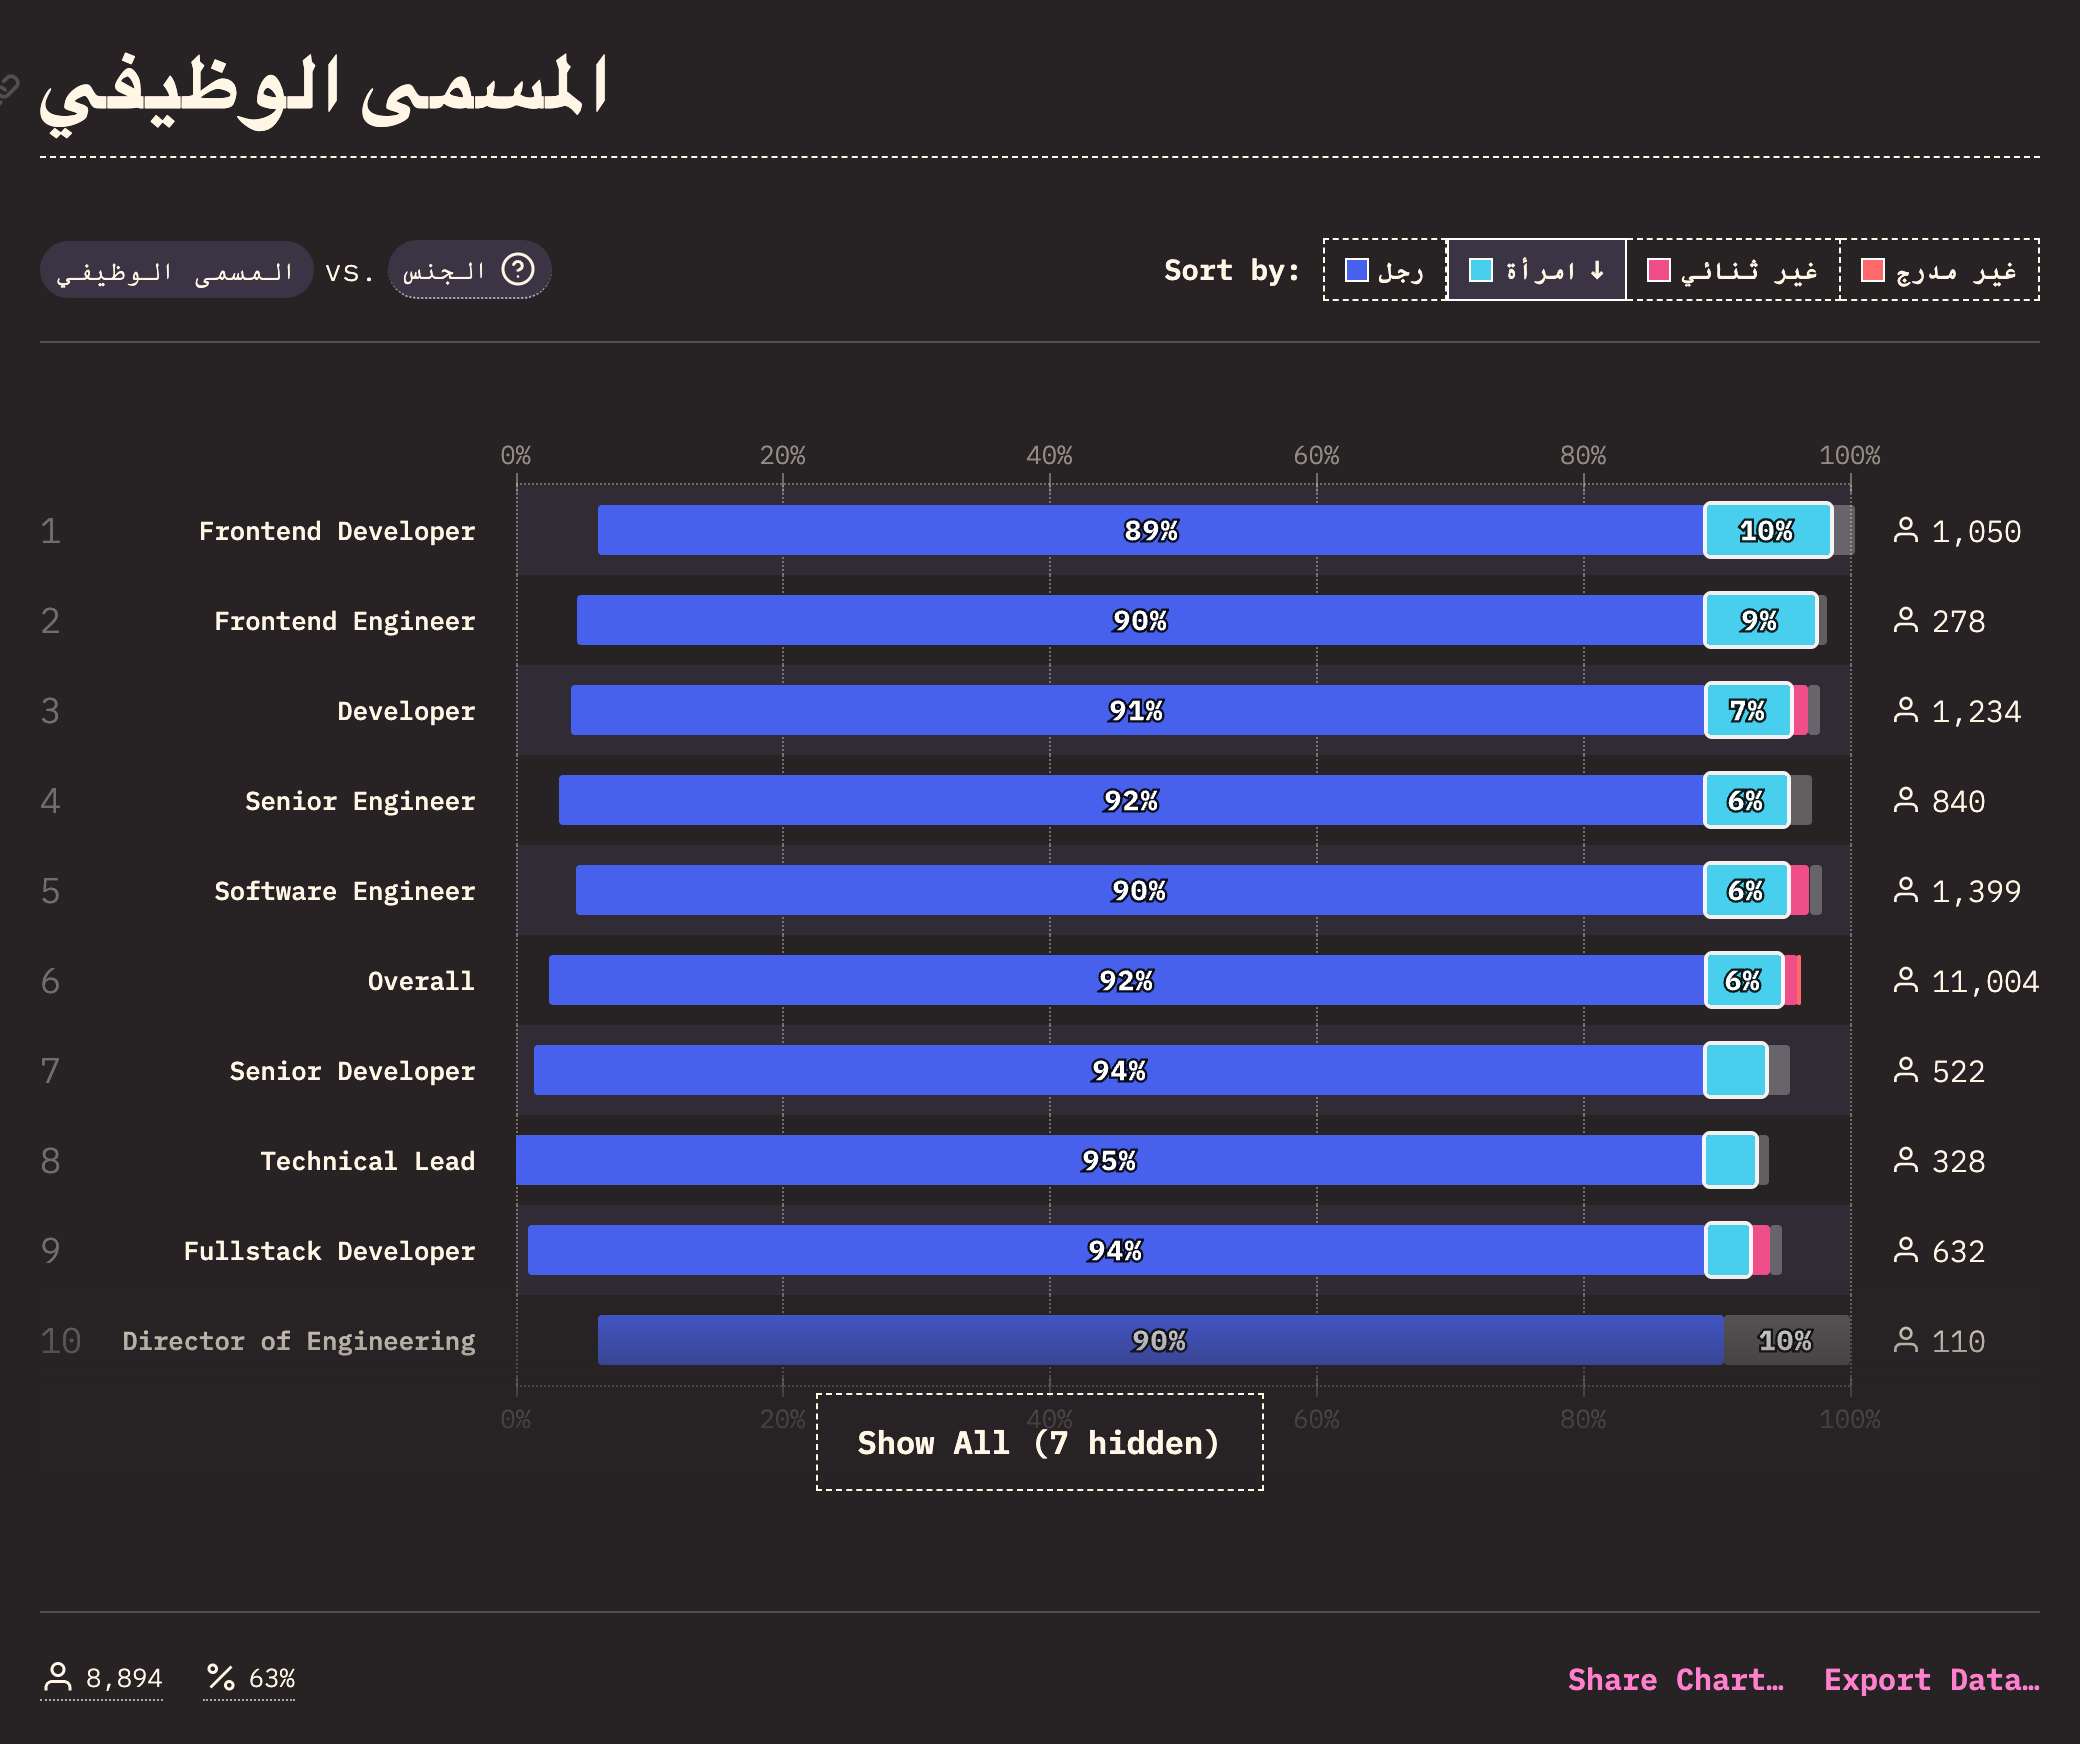 المسمى الوظيفي
المسمى الوظيفي vs. الجنس
Sort by: رجل امرأة ↓ غير ثنائي غير مدرج
0% 20% 40% 60% 80% 100%
1 Frontend Developer 89% 10% 1,050
2 Frontend Engineer 90% 9% 278
3 Developer 91% 7% 1,234
4 Senior Engineer 92% 6% 840
5 Software Engineer 90% 6% 1,399
6 Overall 92% 6% 11,004
7 Senior Developer 94% 522
8 Technical Lead 95% 328
9 Fullstack Developer 94% 632
10 Director of Engineering 90% 10% 110
0% 20% 40% 60% 80% 100%
Show All (7 hidden)
8,894 63% Share Chart… Export Data…